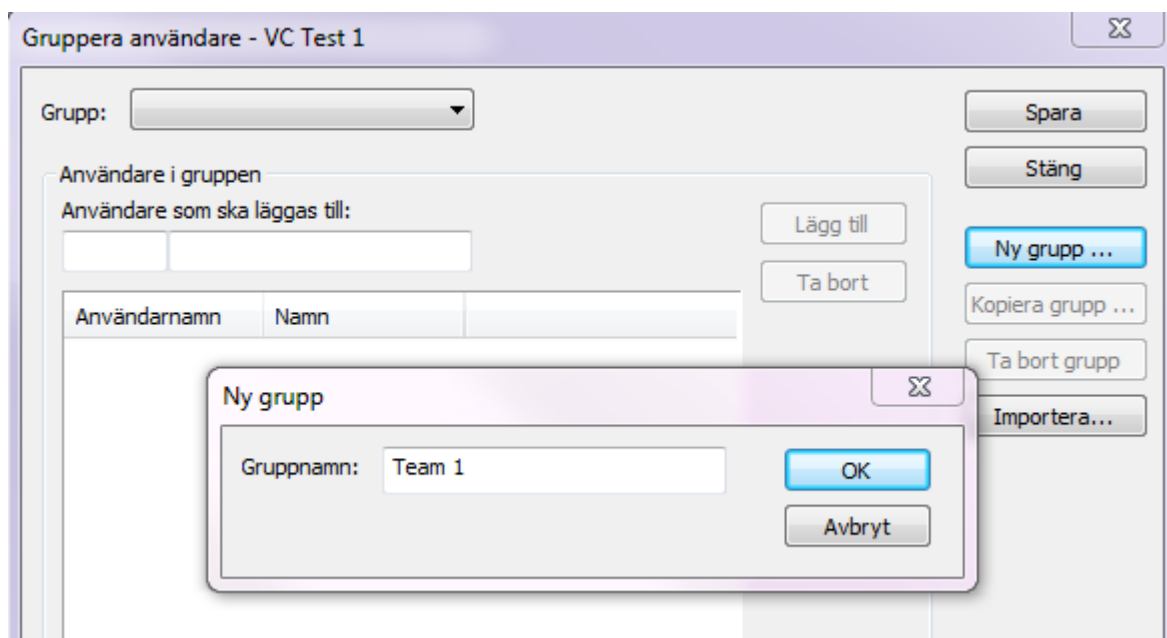 Gruppera användare - VC Test 1
Grupp:
Spara
Stäng
Användare i gruppen
Användare som ska läggas till:
Lägg till
Ta bort
Ny grupp ...
Kopiera grupp ...
Ta bort grupp
Importera...
Användarnamn Namn
Ny grupp
Gruppnamn: Team 1
OK
Avbryt